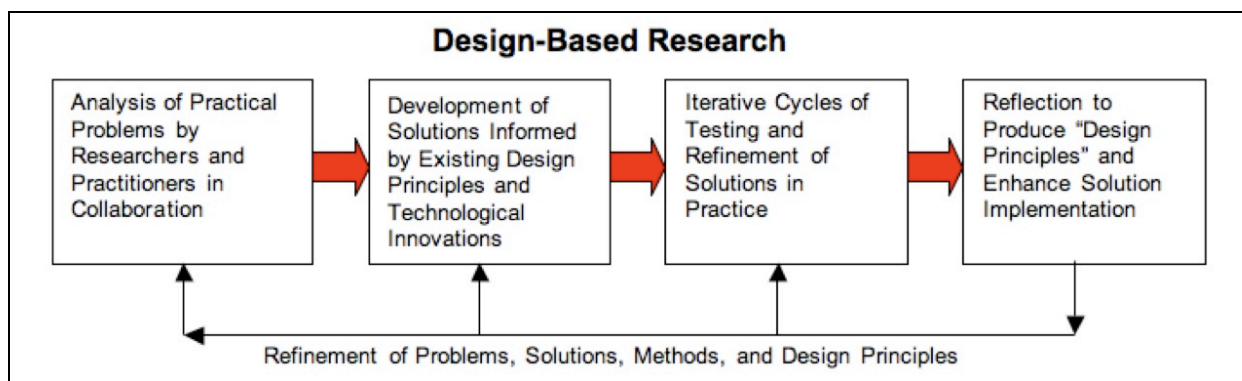 Design-Based Research
Analysis of Practical
Problems by
Researchers and
Practitioners in
Collaboration
Development of
Solutions Informed
by Existing Design
Principles and
Technological
Innovations
Iterative Cycles of
Testing and
Refinement of
Solutions in
Practice
Reflection to
Produce “Design
Principles" and
Enhance Solution
Implementation
Refinement of Problems, Solutions, Methods, and Design Principles